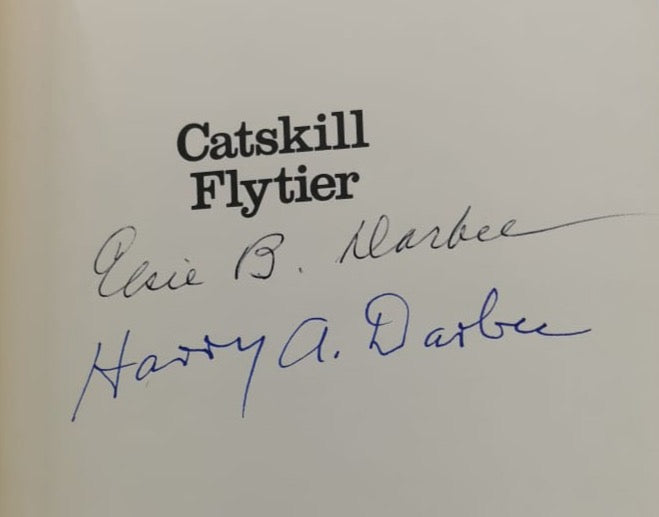 Catskill
Flytier
Elsie B. Darbee
Harry A. Darbee